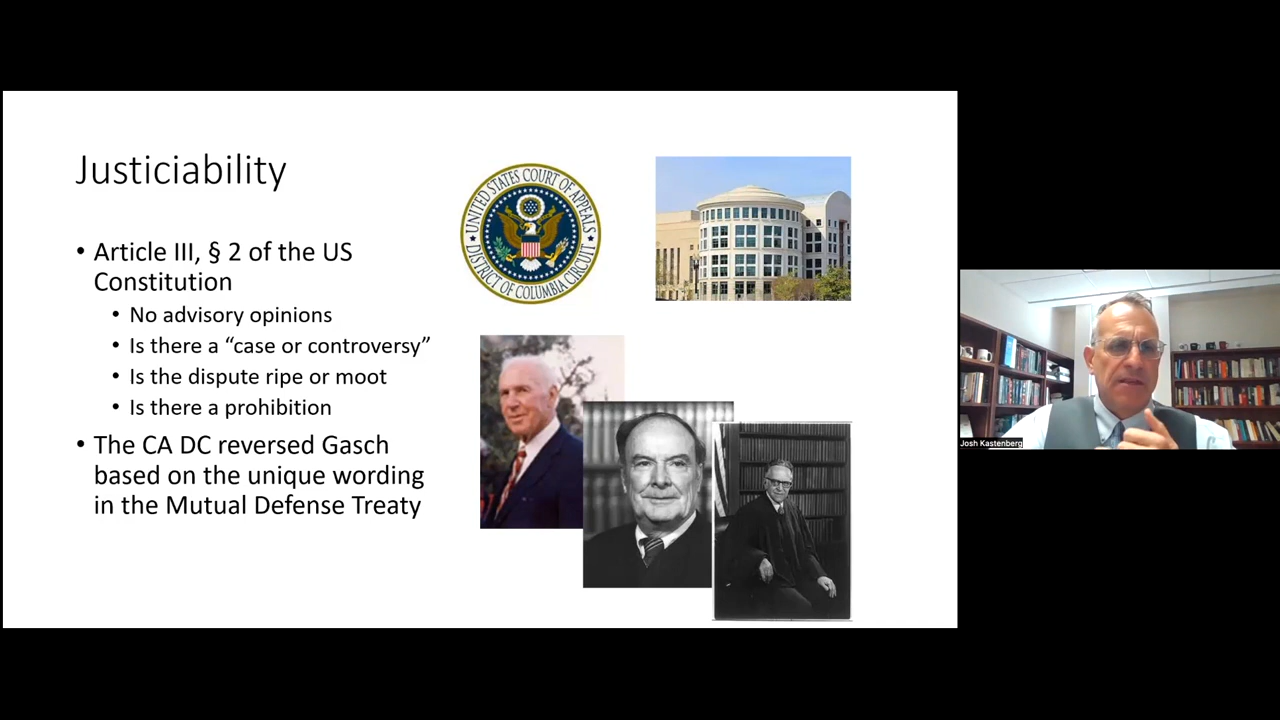 Justiciability
• Article III, § 2 of the US
Constitution
• No advisory opinions
• Is there a “case or controversy”
• Is the dispute ripe or moot
• Is there a prohibition
• The CA DC reversed Gasch
based on the unique wording
in the Mutual Defense Treaty
UNITED STATES COURT OF APPEALS
DISTRICT OF COLUMBIA CIRCUIT
Josh Kastenberg